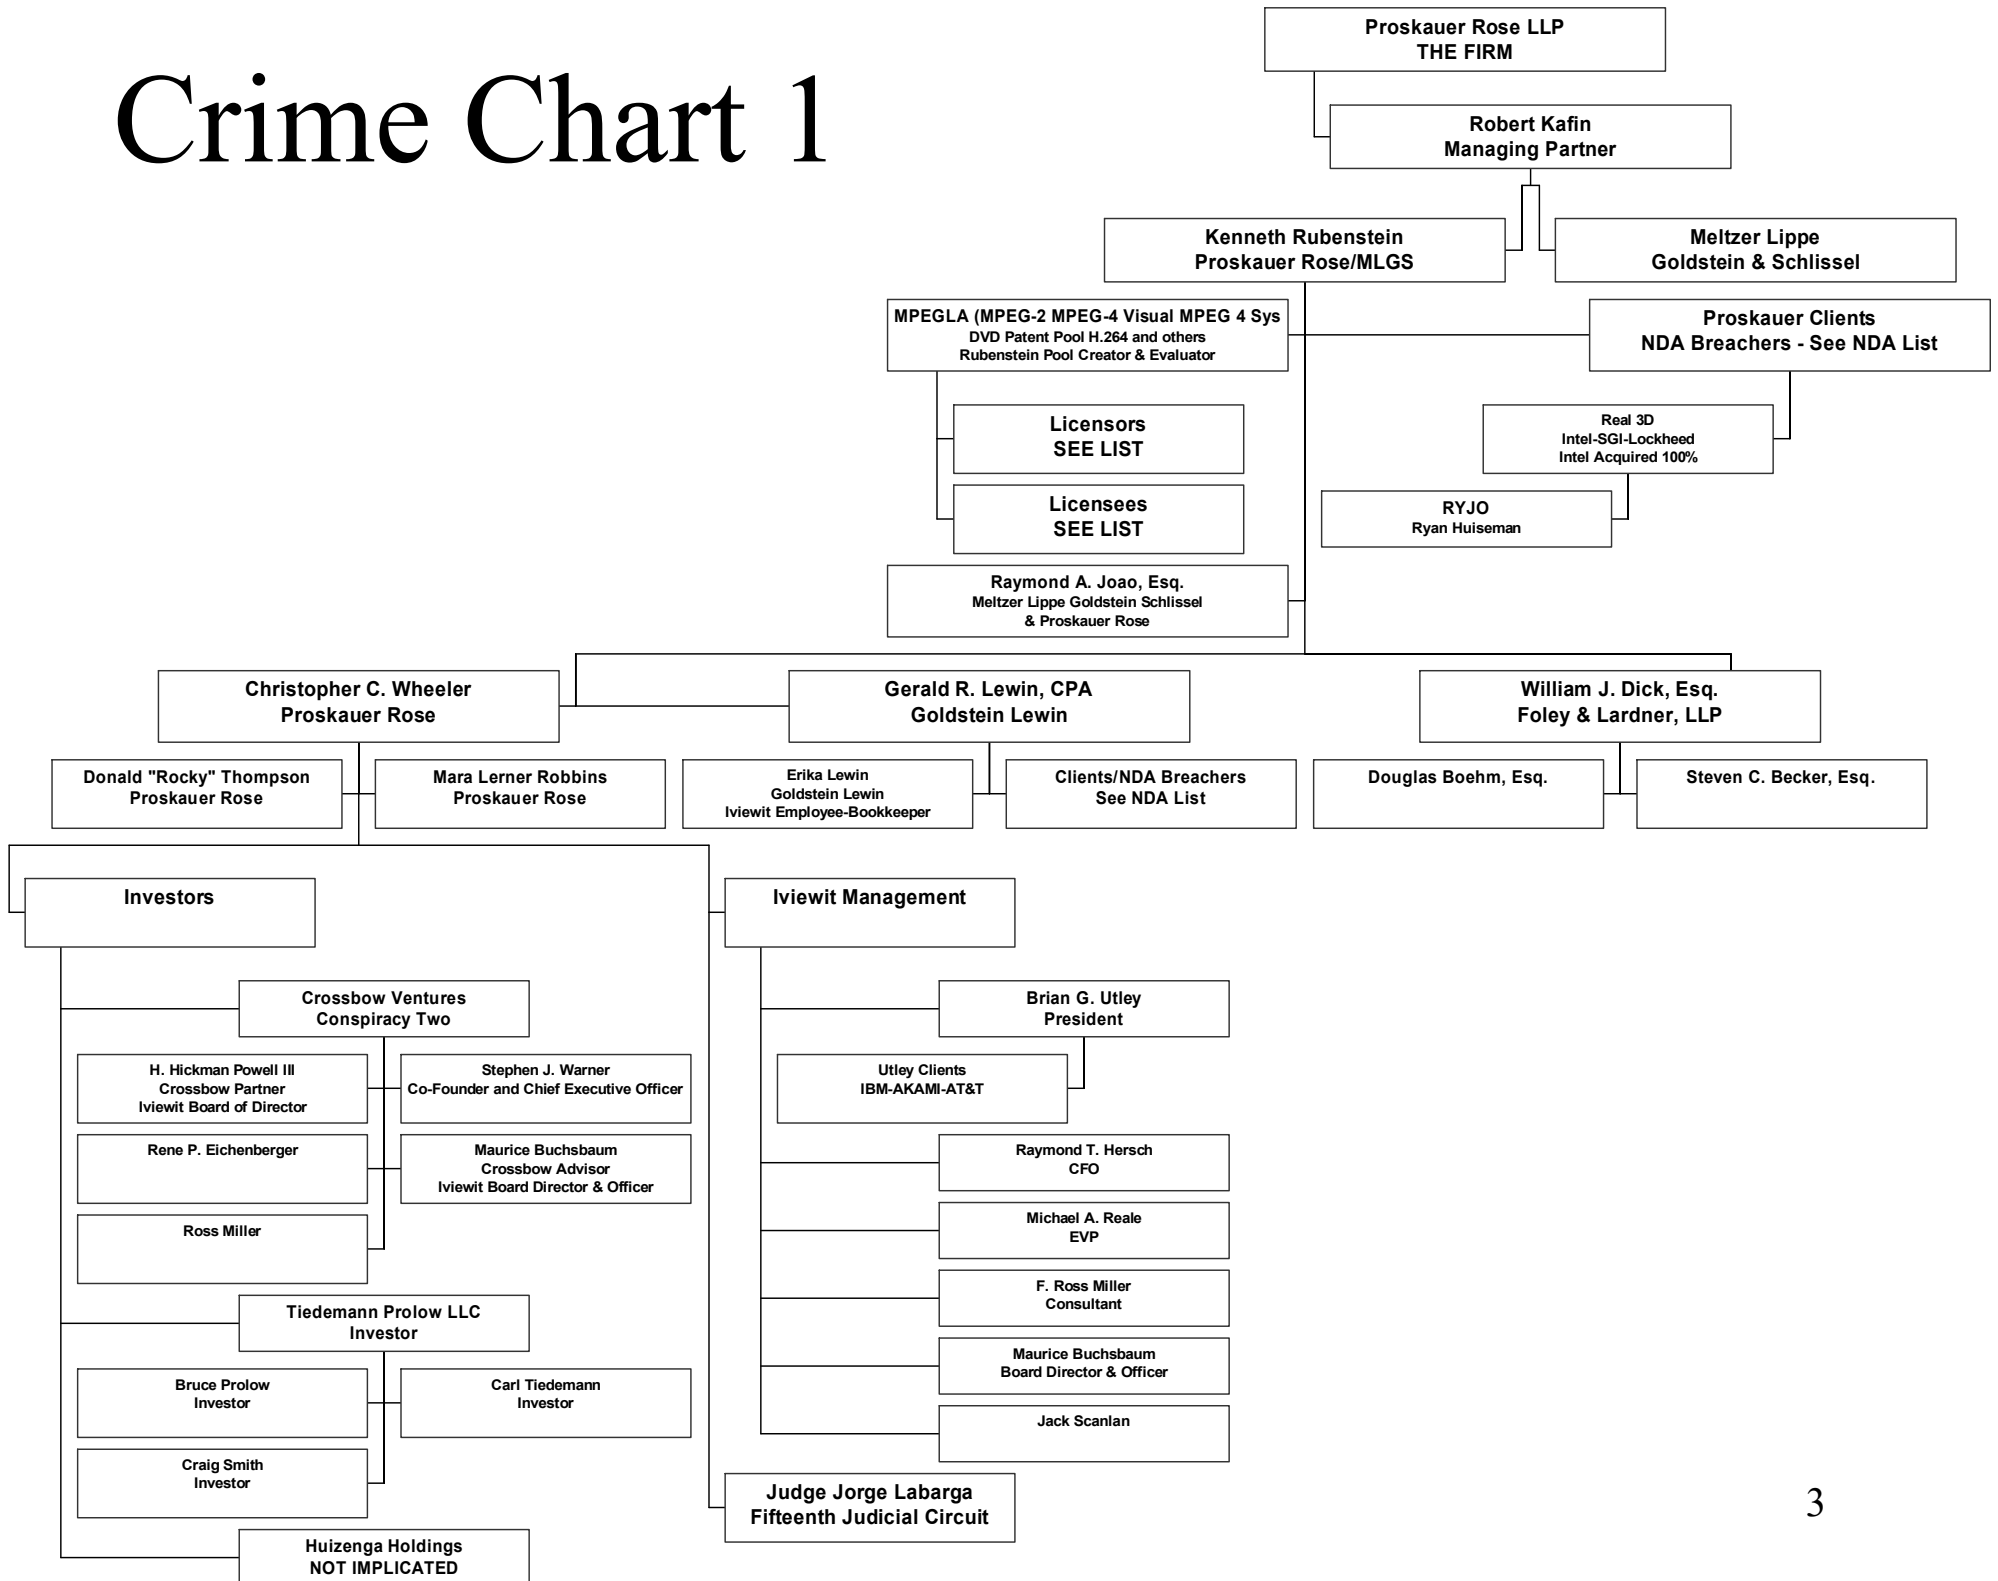 Crime Chart 1
Proskauer Rose LLP
THE FIRM
Robert Kafin
Managing Partner
Kenneth Rubenstein
Proskauer Rose/MLGS
Meltzer Lippe
Goldstein & Schlissel
MPEGLA (MPEG-2 MPEG-4 Visual MPEG 4 Sys
DVD Patent Pool H.264 and others
Rubenstein Pool Creator & Evaluator
Proskauer Clients
NDA Breachers - See NDA List
Licensors
SEE LIST
Real 3D
Intel-SGI-Lockheed
Intel Acquired 100%
Licensees
SEE LIST
RYJO
Ryan Huiseman
Raymond A. Joao, Esq.
Meltzer Lippe Goldstein Schlissel
& Proskauer Rose
Christopher C. Wheeler
Proskauer Rose
Gerald R. Lewin, CPA
Goldstein Lewin
William J. Dick, Esq.
Foley & Lardner, LLP
Donald "Rocky" Thompson
Proskauer Rose
Mara Lerner Robbins
Proskauer Rose
Erika Lewin
Goldstein Lewin
Iviewit Employee-Bookkeeper
Clients/NDA Breachers
See NDA List
Douglas Boehm, Esq.
Steven C. Becker, Esq.
Investors
Iviewit Management
Crossbow Ventures
Conspiracy Two
H. Hickman Powell III
Crossbow Partner
Iviewit Board of Director
Stephen J. Warner
Co-Founder and Chief Executive Officer
Rene P. Eichenberger
Maurice Buchsbaum
Crossbow Advisor
Iviewit Board Director & Officer
Ross Miller
Tiedemann Prolow LLC
Investor
Bruce Prolow
Investor
Carl Tiedemann
Investor
Craig Smith
Investor
Huizenga Holdings
NOT IMPLICATED
Brian G. Utley
President
Utley Clients
IBM-AKAMI-AT&T
Raymond T. Hersch
CFO
Michael A. Reale
EVP
F. Ross Miller
Consultant
Maurice Buchsbaum
Board Director & Officer
Jack Scanlan
Judge Jorge Labarga
Fifteenth Judicial Circuit
3